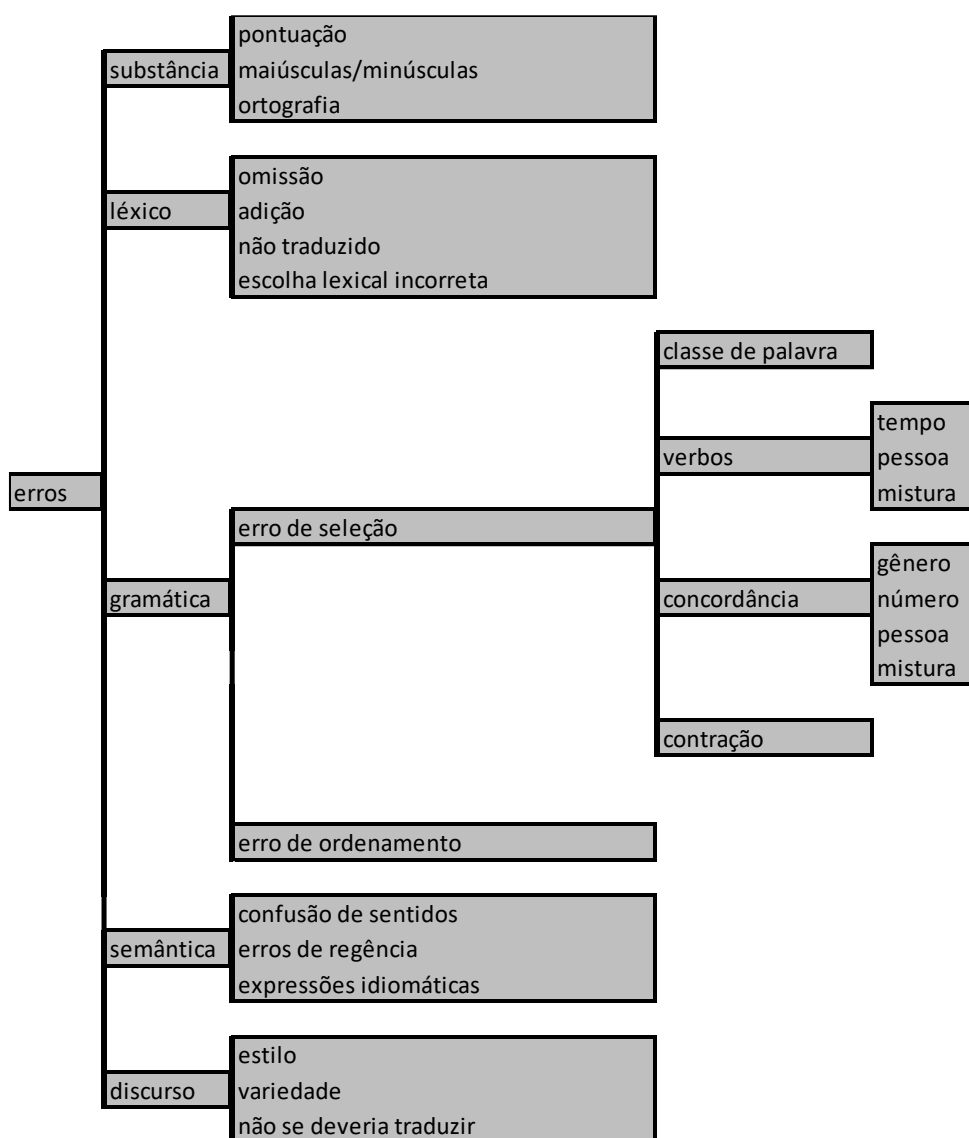 pontuação
substância
maiúsculas/minúsculas
ortografia
omissão
léxico
adição
não traduzido
escolha lexical incorreta
classe de palavra
tempo
verbos
pessoa
erros
mistura
erro de seleção
gênero
gramática
concordância
número
pessoa
mistura
contração
erro de ordenamento
confusão de sentidos
semântica
erros de regência
expressões idiomáticas
estilo
discurso
variedade
não se deveria traduzir